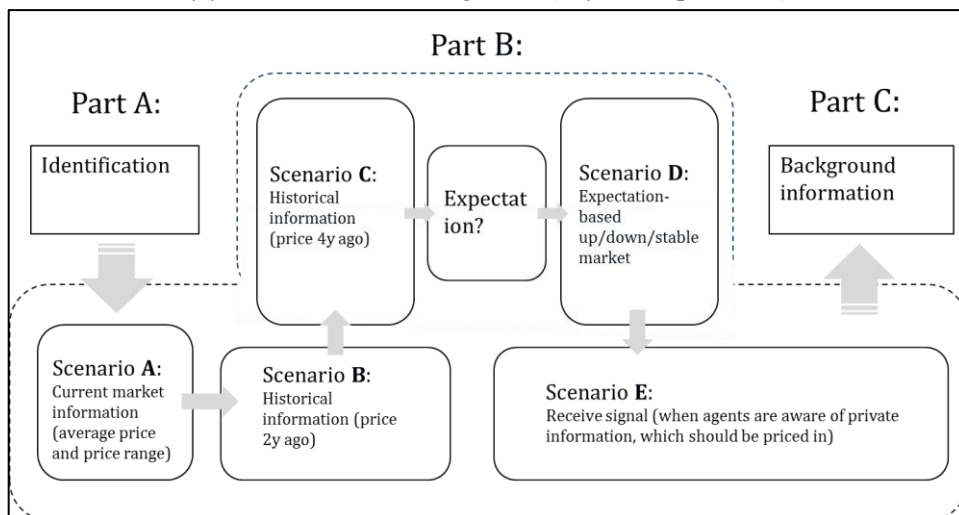 Part B:
Part A:
Part C:
Identification
Scenario C:
Historical
information
(price 4y ago)
Expectat
ion?
Scenario D:
Expectation-
based
up/down/stable
market
Background
information
Scenario A:
Current market
information
(average price
and price range)
Scenario B:
Historical
information (price
2y ago)
Scenario E:
Receive signal (when agents are aware of private
information, which should be priced in)